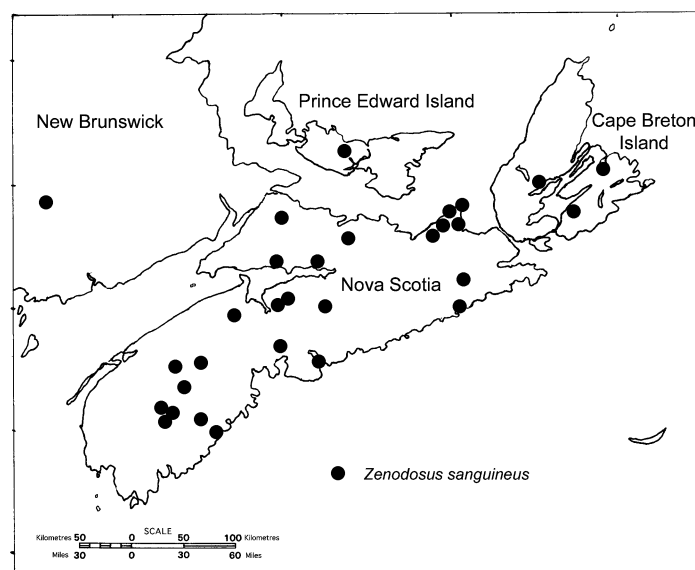 Prince Edward Island
New Brunswick
Cape Breton
Island
Nova Scotia
Zenodosus sanguineus
SCALE
Kilometres 50 0 50 100 Kilometres
Miles 30 0 30 60 Miles